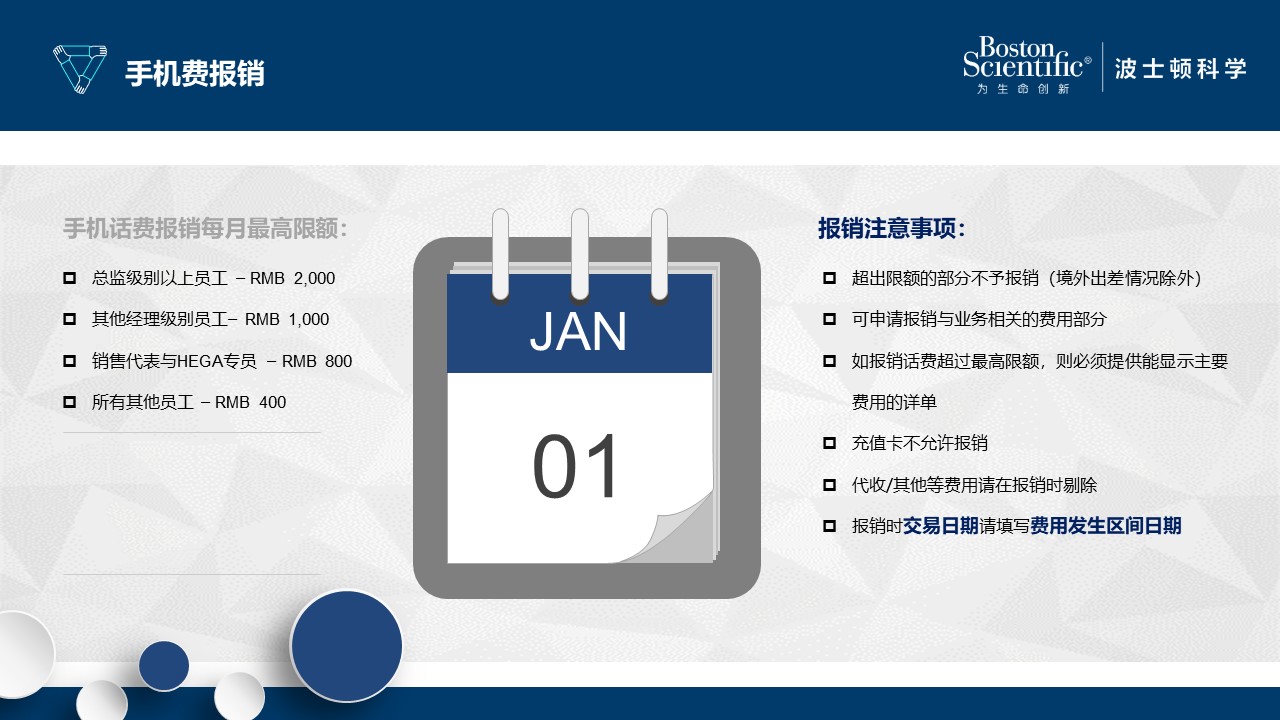 手机费报销
Boston
Scientific®
为生命创新
波士顿科学
手机话费报销每月最高限额：
总监级别以上员工 – RMB 2,000
其他经理级别员工– RMB 1,000
销售代表与HEGA专员 – RMB 800
所有其他员工 – RMB 400
JAN
01
报销注意事项：
超出限额的部分不予报销（境外出差情况除外）
可申请报销与业务相关的费用部分
如报销话费超过最高限额，则必须提供能显示主要
费用的详单
充值卡不允许报销
代收/其他等费用请在报销时剔除
报销时交易日期请填写费用发生区间日期